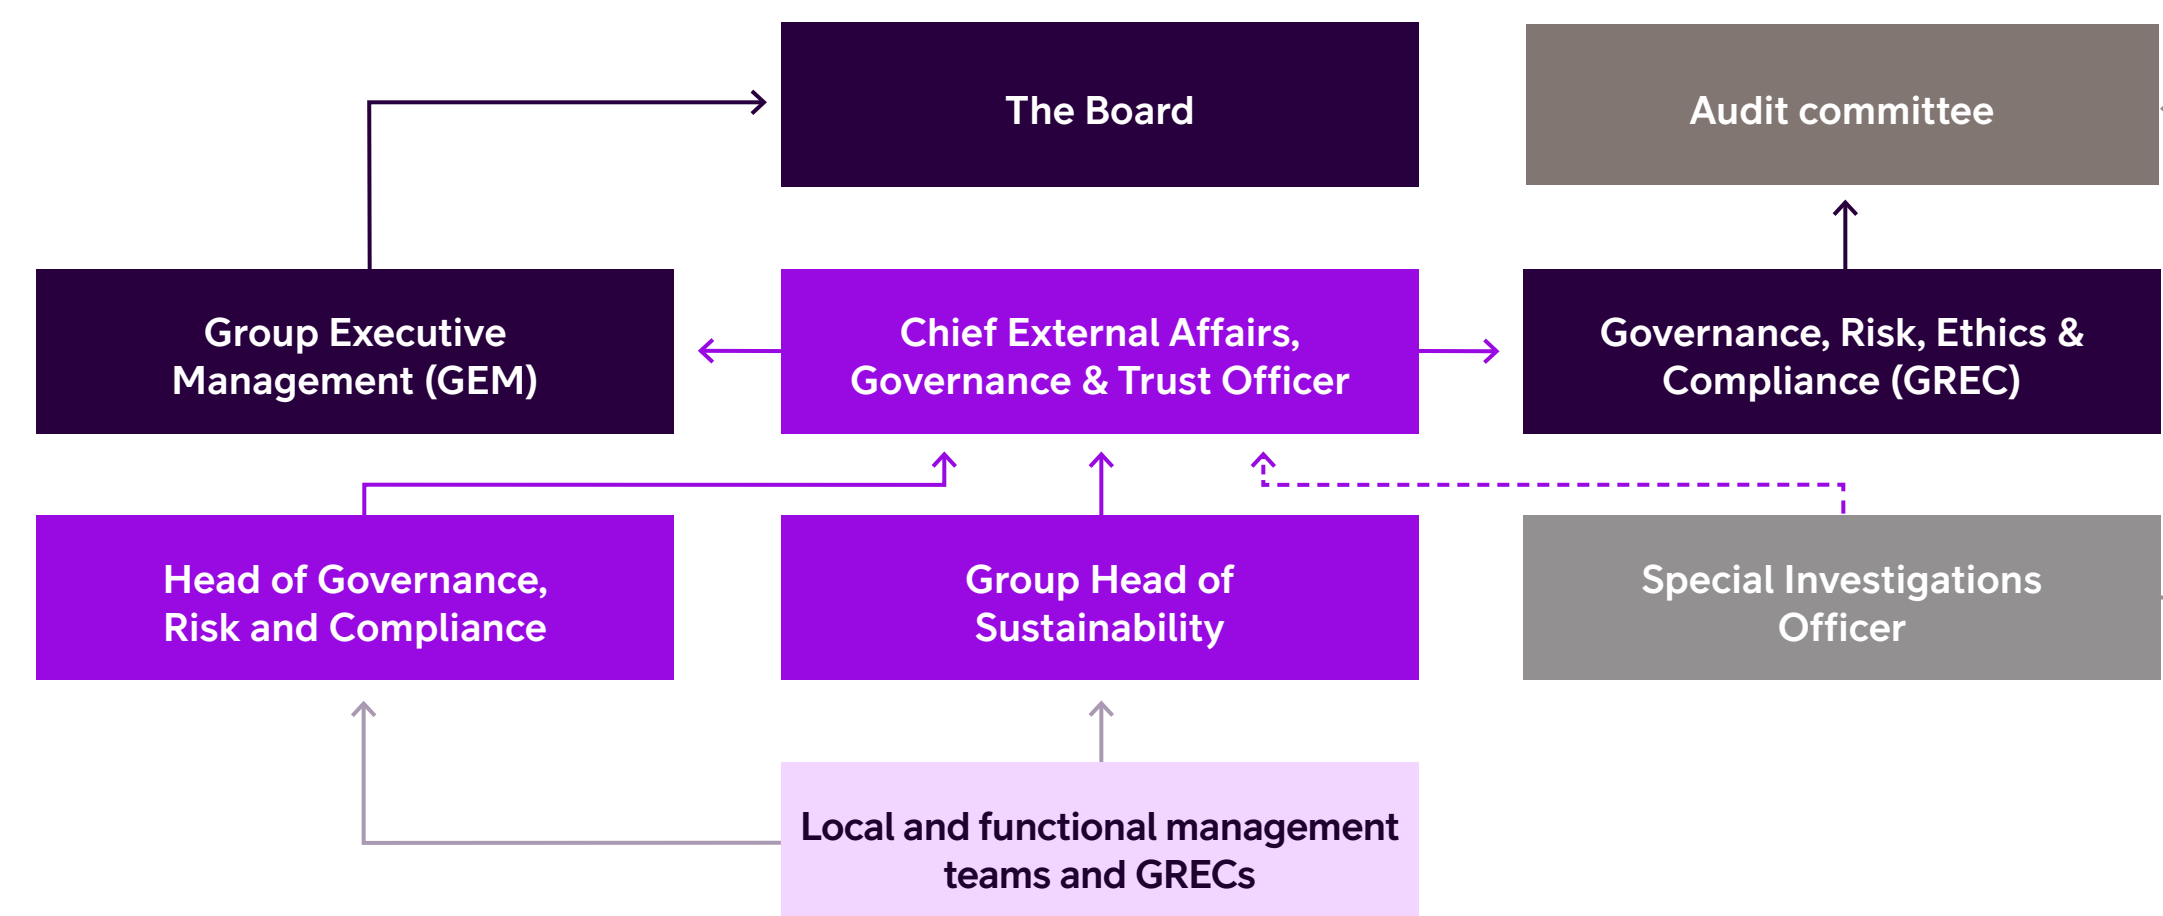 The Board
Audit committee
Group Executive
Management (GEM)
Chief External Affairs,
Governance & Trust Officer
Governance, Risk, Ethics &
Compliance (GREC)
Head of Governance,
Risk and Compliance
Group Head of
Sustainability
Special Investigations
Officer
Local and functional management
teams and GRECs